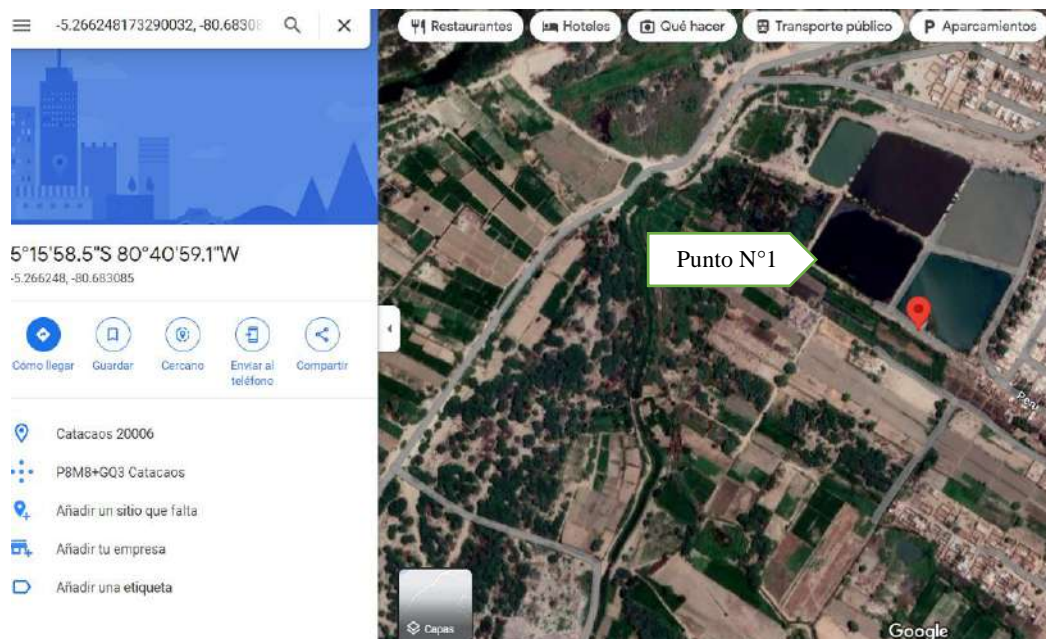 -5.266248173290032, -80.68308
Restaurantes
Hoteles
Qué hacer
Transporte público
P Aparcamientos
5°15'58.5"S 80°40'59.1"W
-5.266248, -80.683085
Cómo llegar
Guardar
Cercano
Enviar al
teléfono
Compartir
Catacaos 20006
P8M8+GQ3 Catacaos
Añadir un sitio que falta
Añadir tu empresa
Añadir una etiqueta
Punto N°1
Capas
Google